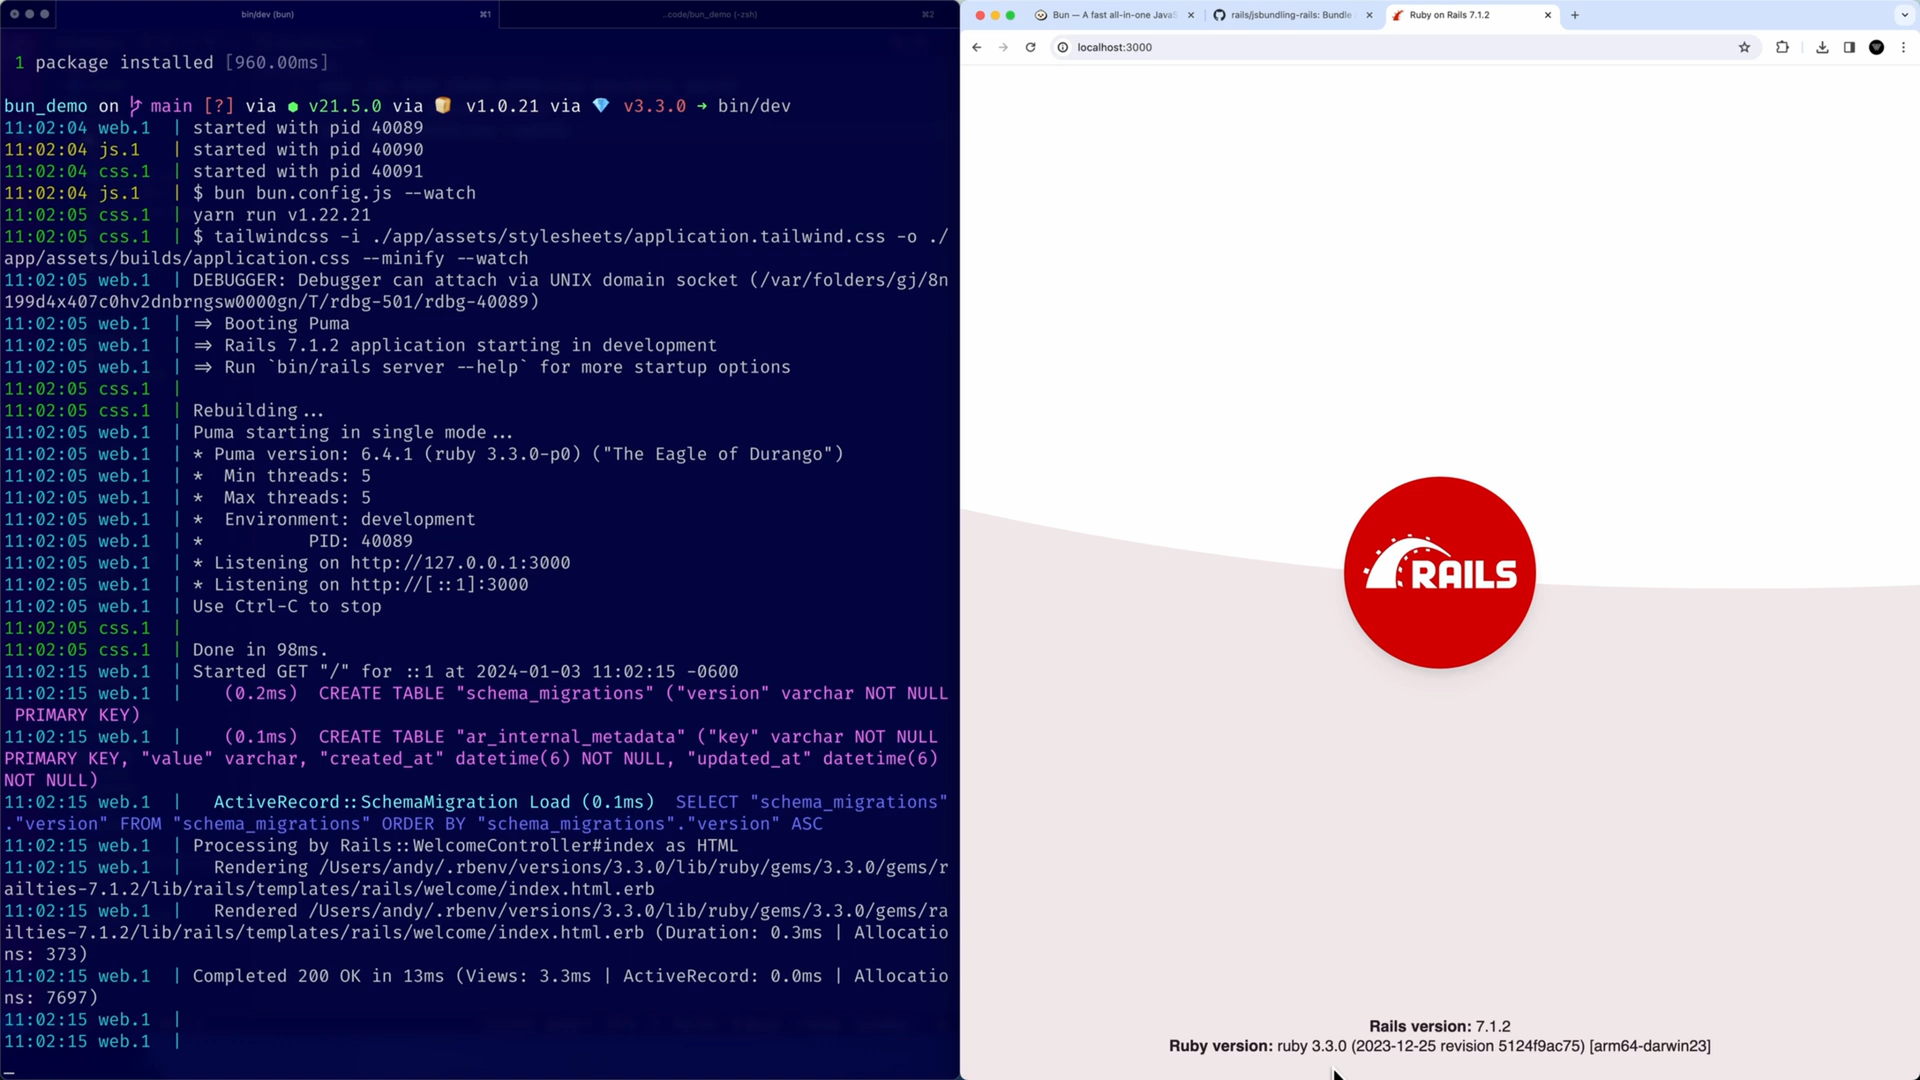 bin/dev (bun) ⌘1
..code/bun_demo (-zsh) ⌘2
1 package installed [960.00ms]
bun_demo on main [?] via v21.5.0 via v1.0.21 via v3.3.0 → bin/dev
11:02:04 web.1 | started with pid 40089
11:02:04 js.1 | started with pid 40090
11:02:04 css.1 | started with pid 40091
11:02:04 js.1 | $ bun bun.config.js --watch
11:02:05 css.1 | yarn run v1.22.21
11:02:05 css.1 | $ tailwindcss -i ./app/assets/stylesheets/application.tailwind.css -o ./
app/assets/builds/application.css --minify --watch
11:02:05 web.1 | DEBUGGER: Debugger can attach via UNIX domain socket (/var/folders/gj/8n
199d4x407c0hv2dnbrngsw0000gn/T/rdbg-501/rdbg-40089)
11:02:05 web.1 | => Booting Puma
11:02:05 web.1 | => Rails 7.1.2 application starting in development
11:02:05 web.1 | => Run `bin/rails server --help` for more startup options
11:02:05 css.1 |
11:02:05 css.1 | Rebuilding...
11:02:05 web.1 | Puma starting in single mode...
11:02:05 web.1 | * Puma version: 6.4.1 (ruby 3.3.0-p0) ("The Eagle of Durango")
11:02:05 web.1 | * Min threads: 5
11:02:05 web.1 | * Max threads: 5
11:02:05 web.1 | * Environment: development
11:02:05 web.1 | * PID: 40089
11:02:05 web.1 | * Listening on http://127.0.0.1:3000
11:02:05 web.1 | * Listening on http://[::1]:3000
11:02:05 web.1 | Use Ctrl-C to stop
11:02:05 css.1 |
11:02:05 css.1 | Done in 98ms.
11:02:15 web.1 | Started GET "/" for ::1 at 2024-01-03 11:02:15 -0600
11:02:15 web.1 | (0.2ms) CREATE TABLE "schema_migrations" ("version" varchar NOT NULL
PRIMARY KEY)
11:02:15 web.1 | (0.1ms) CREATE TABLE "ar_internal_metadata" ("key" varchar NOT NULL
PRIMARY KEY, "value" varchar, "created_at" datetime(6) NOT NULL, "updated_at" datetime(6)
NOT NULL)
11:02:15 web.1 | ActiveRecord::SchemaMigration Load (0.1ms) SELECT "schema_migrations"
."version" FROM "schema_migrations" ORDER BY "schema_migrations"."version" ASC
11:02:15 web.1 | Processing by Rails::WelcomeController#index as HTML
11:02:15 web.1 | Rendering /Users/andy/.rbenv/versions/3.3.0/lib/ruby/gems/3.3.0/gems/r
ailties-7.1.2/lib/rails/templates/rails/welcome/index.html.erb
11:02:15 web.1 | Rendered /Users/andy/.rbenv/versions/3.3.0/lib/ruby/gems/3.3.0/gems/ra
ilties-7.1.2/lib/rails/templates/rails/welcome/index.html.erb (Duration: 0.3ms | Allocatio
ns: 373)
11:02:15 web.1 | Completed 200 OK in 13ms (Views: 3.3ms | ActiveRecord: 0.0ms | Allocatio
ns: 7697)
11:02:15 web.1 |
11:02:15 web.1 |
Bun — A fast all-in-one JavaS
rails/jsbundling-rails: Bundle
Ruby on Rails 7.1.2
localhost:3000
RAILS
Rails version: 7.1.2
Ruby version: ruby 3.3.0 (2023-12-25 revision 5124f9ac75) [arm64-darwin23]